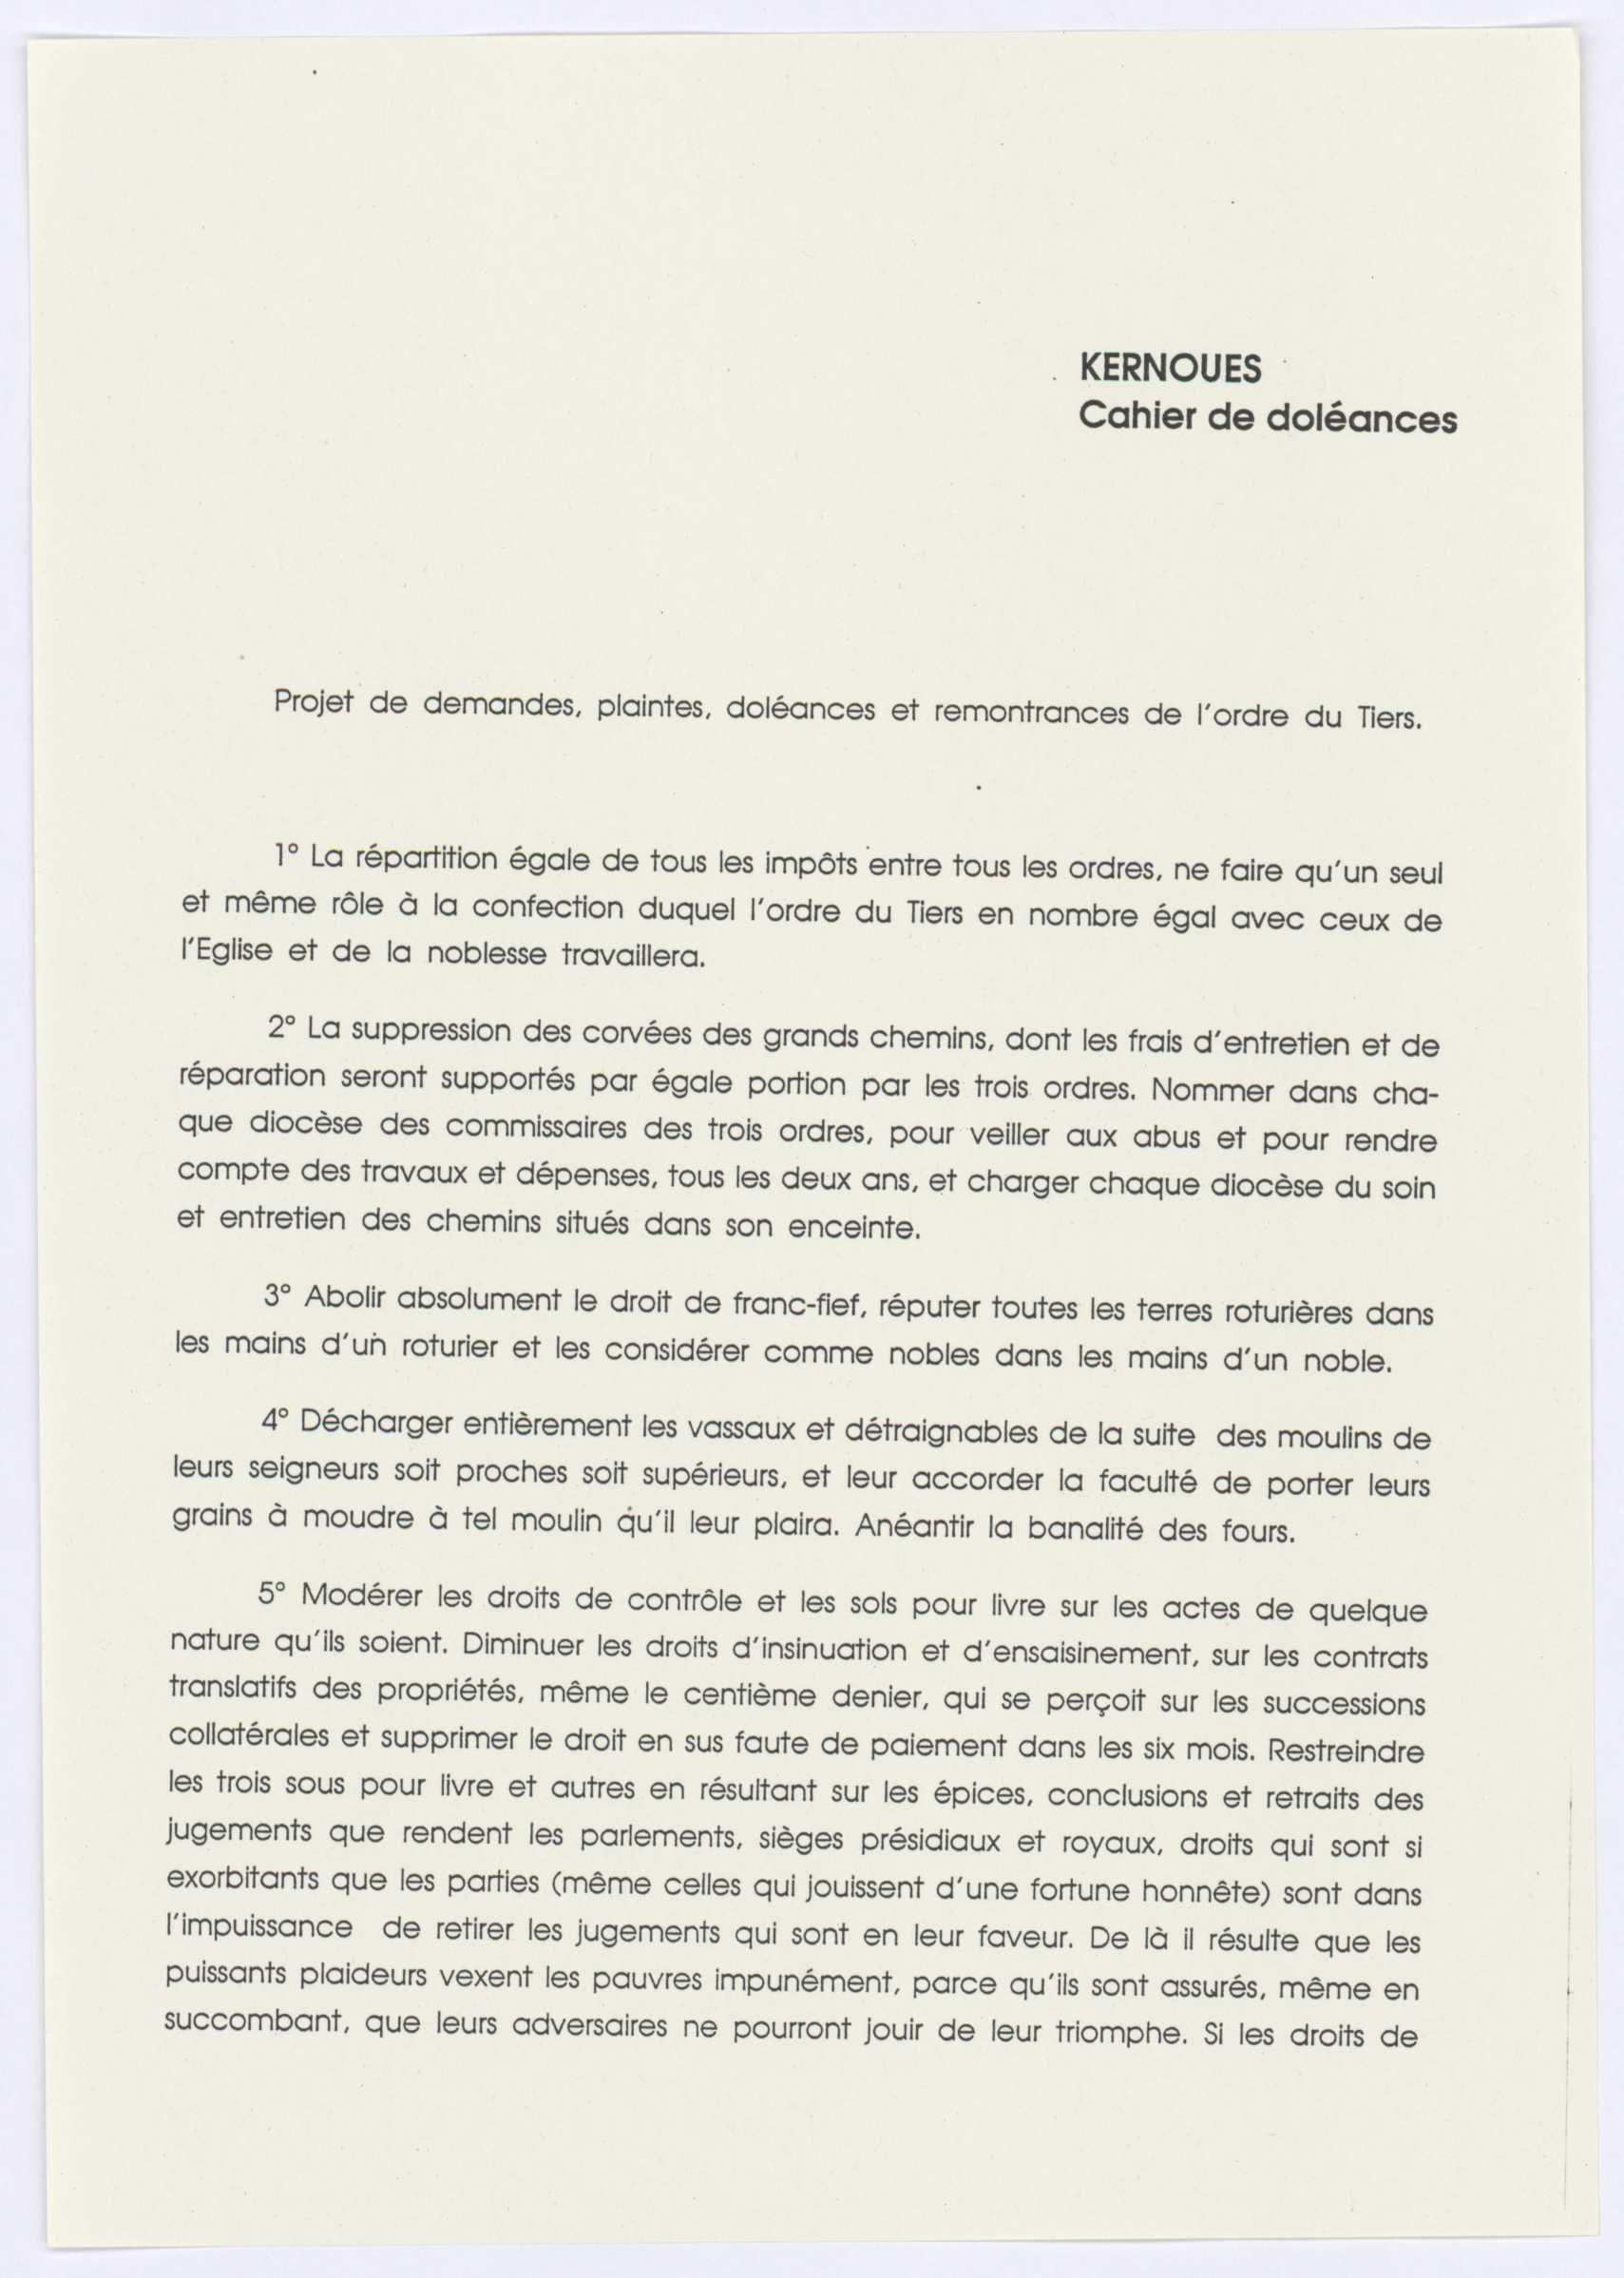 KERNOUES
Cahier de doléances
Projet de demandes, plaintes, doléances et remontrances de l'ordre du Tiers.
1° La répartition égale de tous les impôts entre tous les ordres, ne faire qu'un seul
et même rôle à la confection duquel l'ordre du Tiers en nombre égal avec ceux de
l'Eglise et de la noblesse travaillera.
2° La suppression des corvées des grands chemins, dont les frais d'entretien et de
réparation seront supportés par égale portion par les trois ordres. Nommer dans cha-
que diocèse des commissaires des trois ordres, pour veiller aux abus et pour rendre
compte des travaux et dépenses, tous les deux ans, et charger chaque diocèse du soin
et entretien des chemins situés dans son enceinte.
3° Abolir absolument le droit de franc-fief, réputer toutes les terres roturières dans
les mains d'un roturier et les considérer comme nobles dans les mains d'un noble.
4° Décharger entièrement les vassaux et détraignables de la suite des moulins de
leurs seigneurs soit proches soit supérieurs, et leur accorder la faculté de porter leurs
grains à moudre à tel moulin qu'il leur plaira. Anéantir la banalité des fours.
5° Modérer les droits de contrôle et les sols pour livre sur les actes de quelque
nature qu'ils soient. Diminuer les droits d'insinuation et d'ensaisinement, sur les contrats
translatifs des propriétés, même le centième denier, qui se perçoit sur les successions
collatérales et supprimer le droit en sus faute de paiement dans les six mois. Restreindre
les trois sous pour livre et autres en résultant sur les épices, conclusions et retraits des
jugements que rendent les parlements, sièges présidiaux et royaux, droits qui sont si
exorbitants que les parties (même celles qui jouissent d'une fortune honnête) sont dans
l'impuissance de retirer les jugements qui sont en leur faveur. De là il résulte que les
puissants plaideurs vexent les pauvres impunément, parce qu'ils sont assurés, même en
succombant, que leurs adversaires ne pourront jouir de leur triomphe. Si les droits de